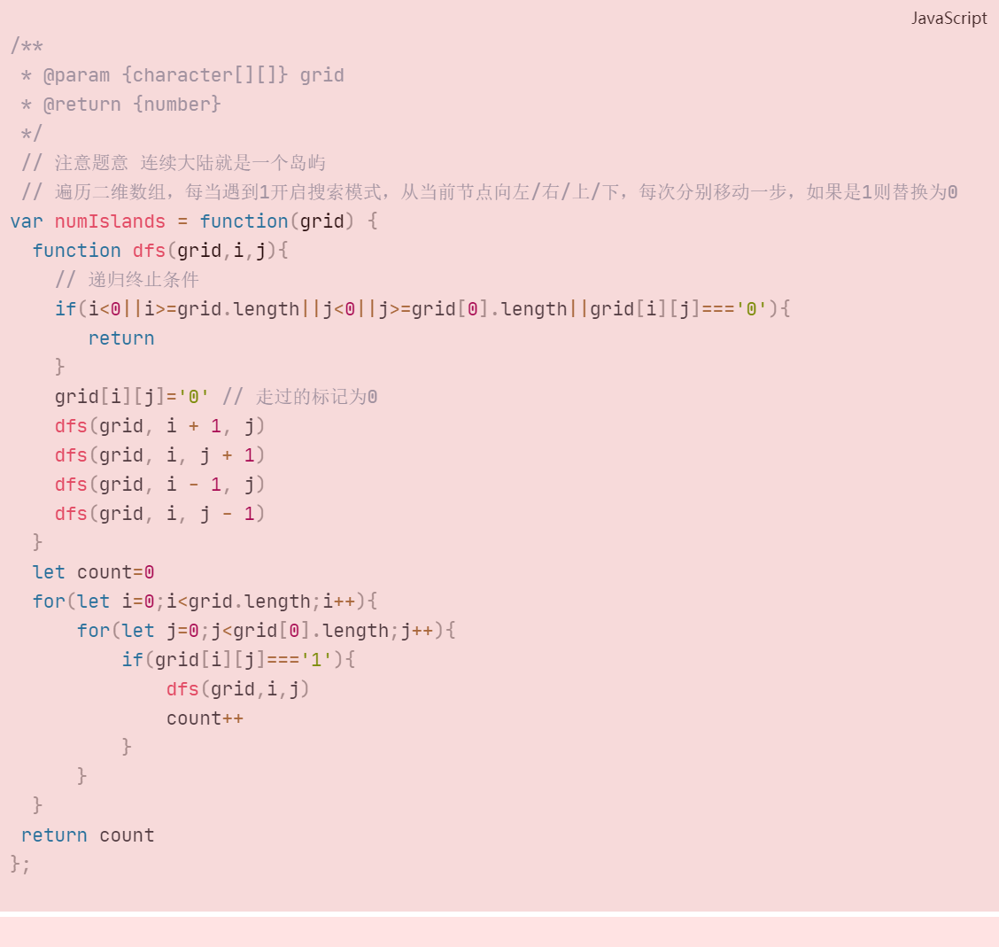 JavaScript
/**
 * @param {character[][]} grid
 * @return {number}
 */
 // 注意题意 连续大陆就是一个岛屿
 // 遍历二维数组，每当遇到1开启搜索模式，从当前节点向左/右/上/下，每次分别移动一步，如果是1则替换为0
var numIslands = function(grid) {
  function dfs(grid,i,j){
    // 递归终止条件
    if(i<0||i>=grid.length||j<0||j>=grid[0].length||grid[i][j]==='0'){
       return
    }
    grid[i][j]='0' // 走过的标记为0
    dfs(grid, i + 1, j)
    dfs(grid, i, j + 1)
    dfs(grid, i - 1, j)
    dfs(grid, i, j - 1)
  }
  let count=0
  for(let i=0;i<grid.length;i++){
      for(let j=0;j<grid[0].length;j++){
          if(grid[i][j]==='1'){
              dfs(grid,i,j)
              count++
          }
      }
  }
 return count
};